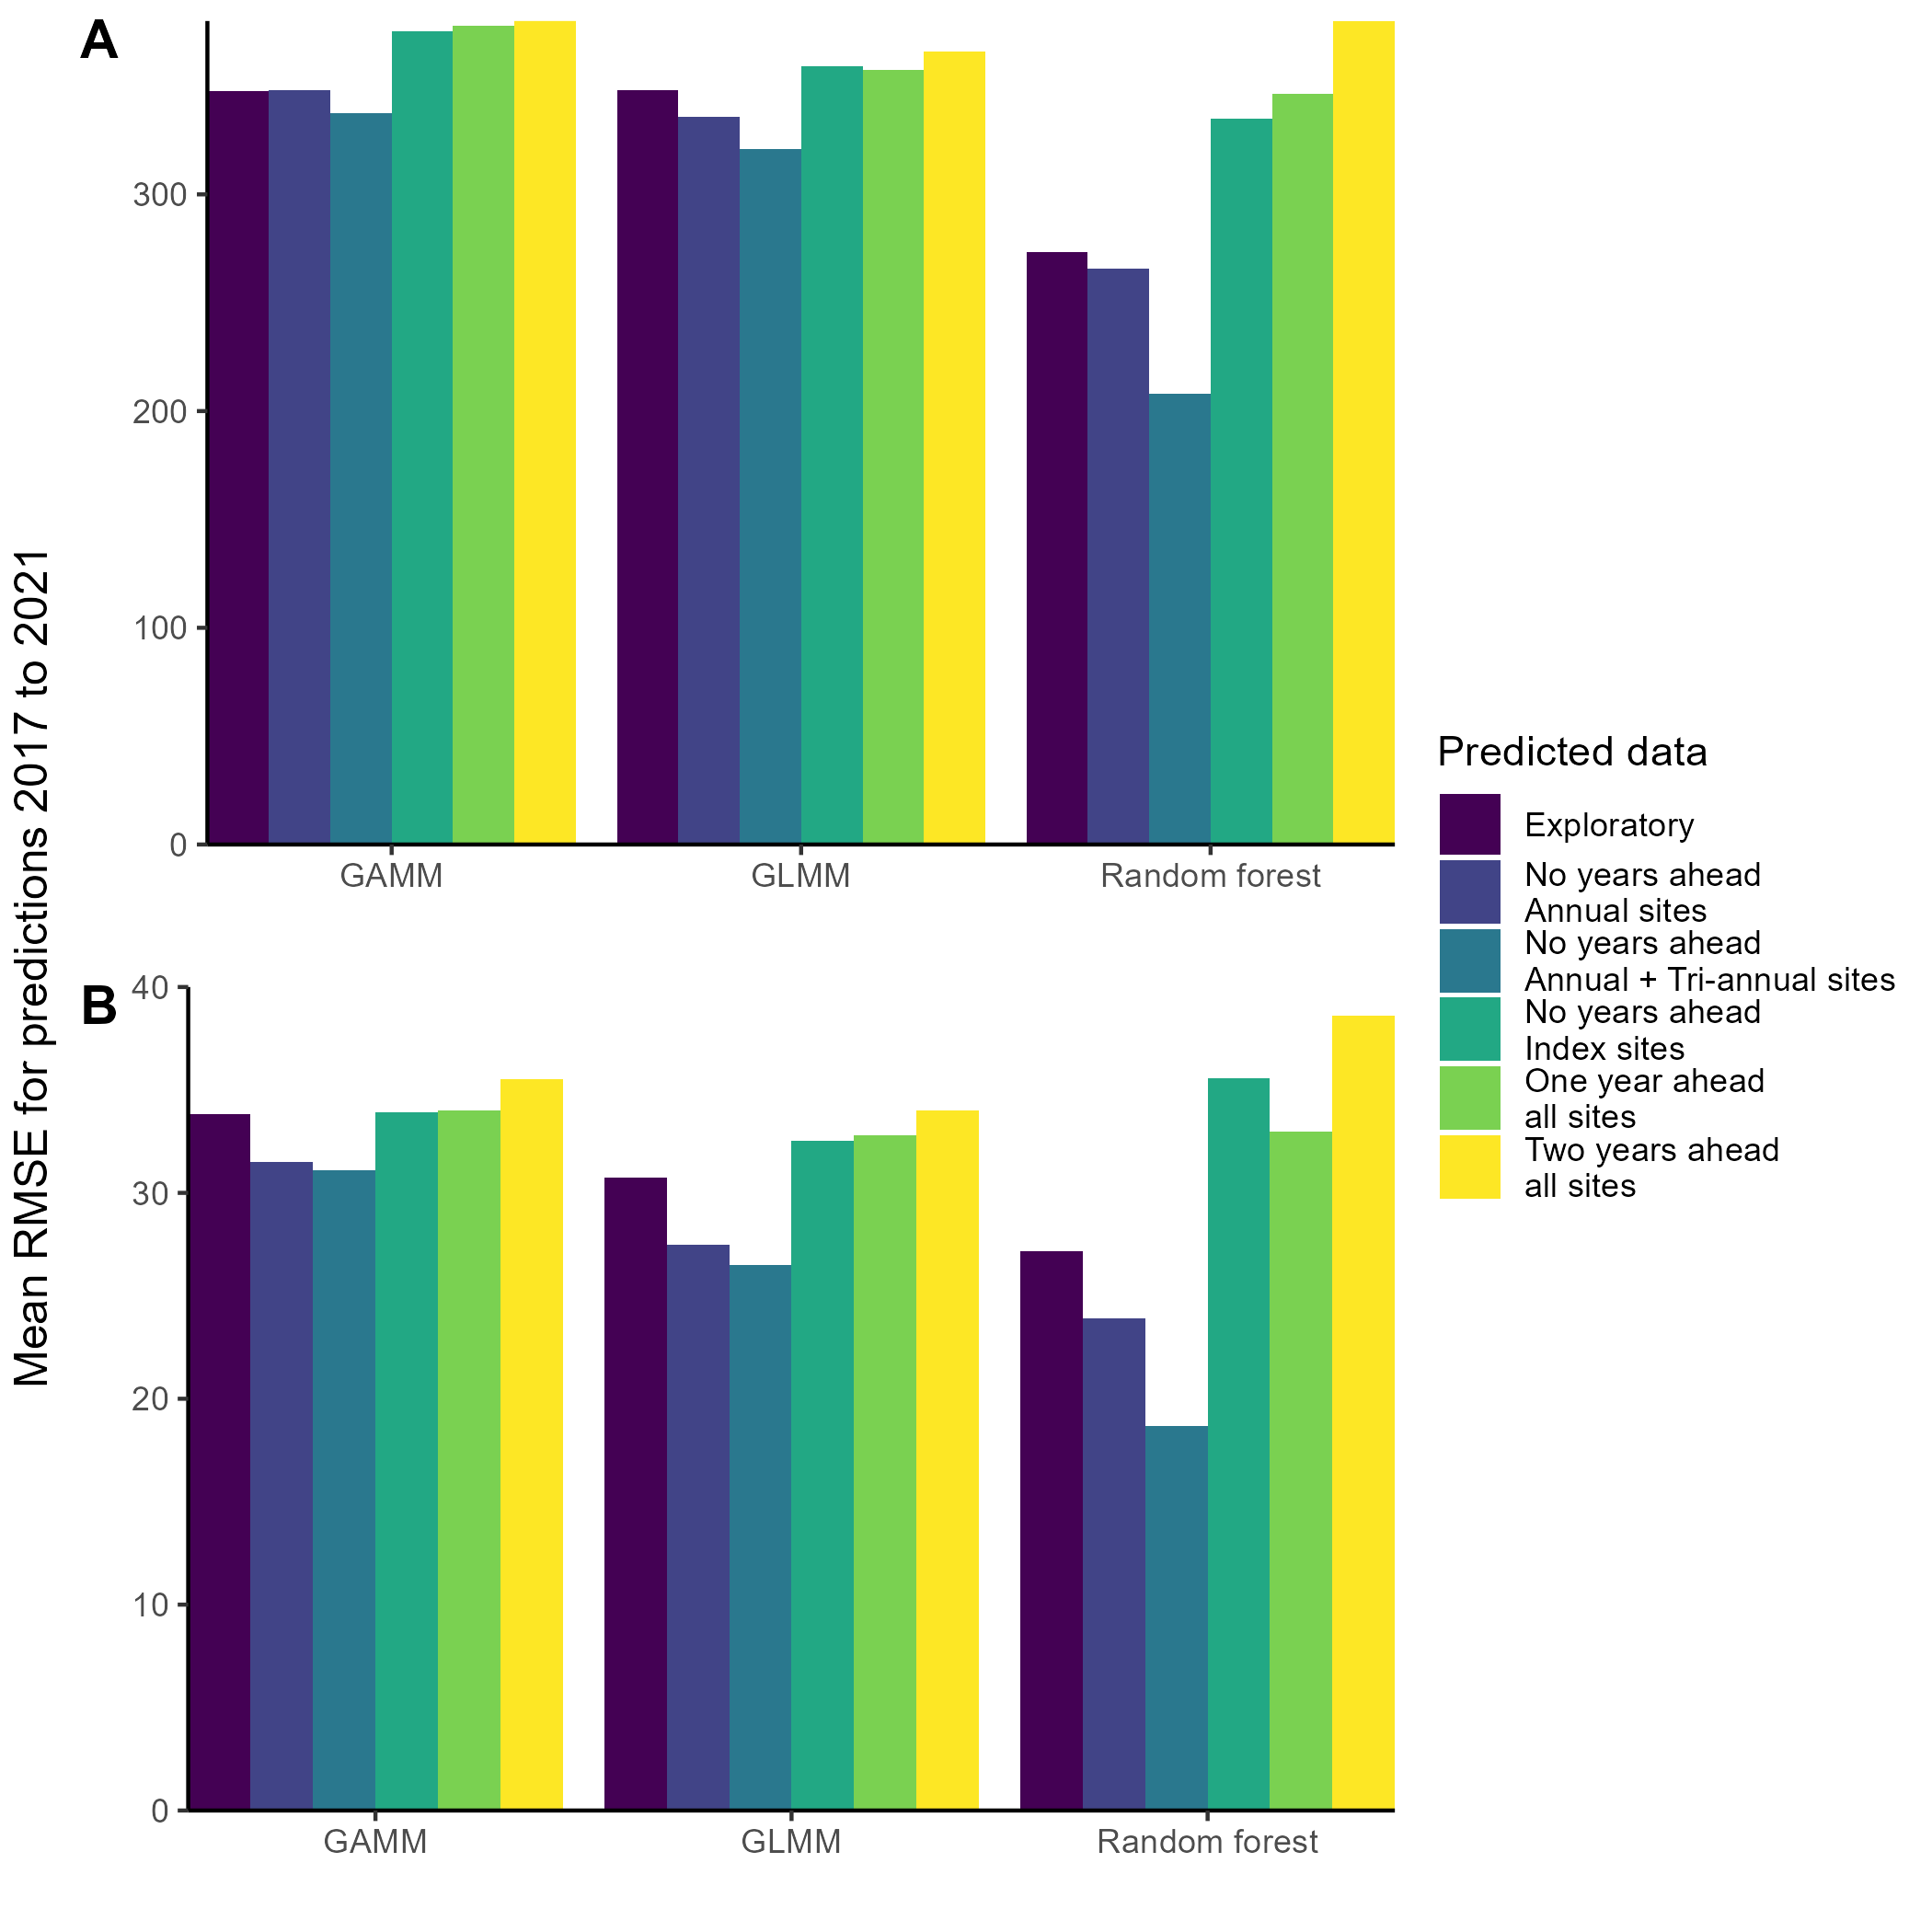 A
Mean RMSE for predictions 2017 to 2021
300
200
100
0
GAMM GLMM Random forest
Predicted data
Exploratory
No years ahead
Annual sites
No years ahead
Annual + Tri-annual sites
No years ahead
Index sites
One year ahead
all sites
Two years ahead
all sites
B
40
30
20
10
0
GAMM GLMM Random forest